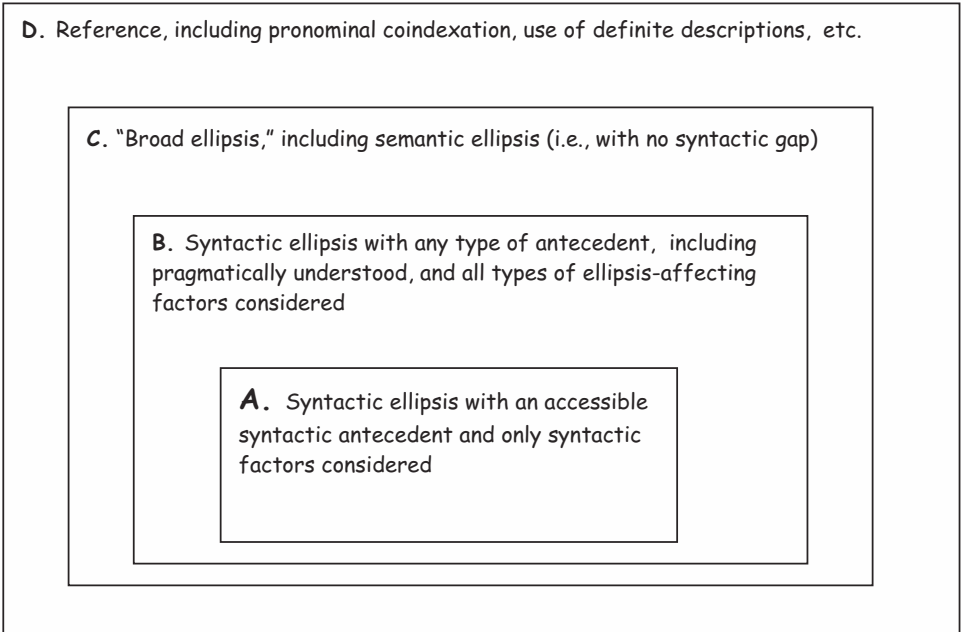 D. Reference, including pronominal coindexation, use of definite descriptions, etc.
C. “Broad ellipsis,” including semantic ellipsis (i.e., with no syntactic gap)
B. Syntactic ellipsis with any type of antecedent, including
pragmatically understood, and all types of ellipsis-affecting
factors considered
A. Syntactic ellipsis with an accessible
syntactic antecedent and only syntactic
factors considered